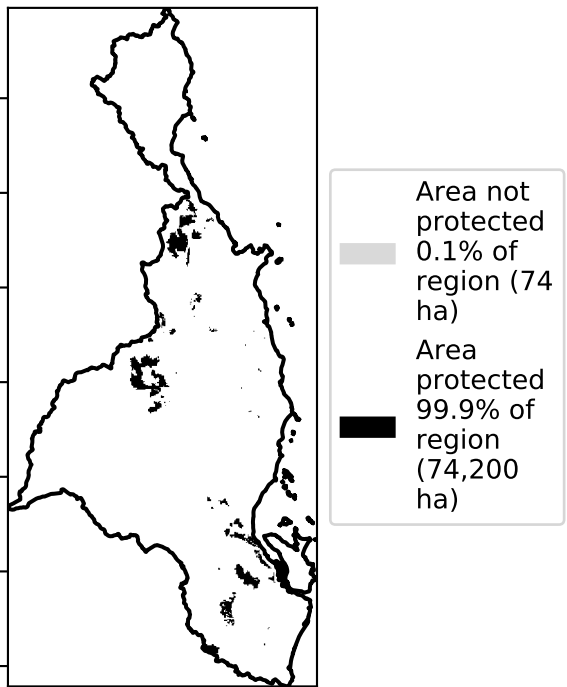 Area not
protected
0.1% of
region (74
ha)
Area
protected
99.9% of
region
(74,200
ha)